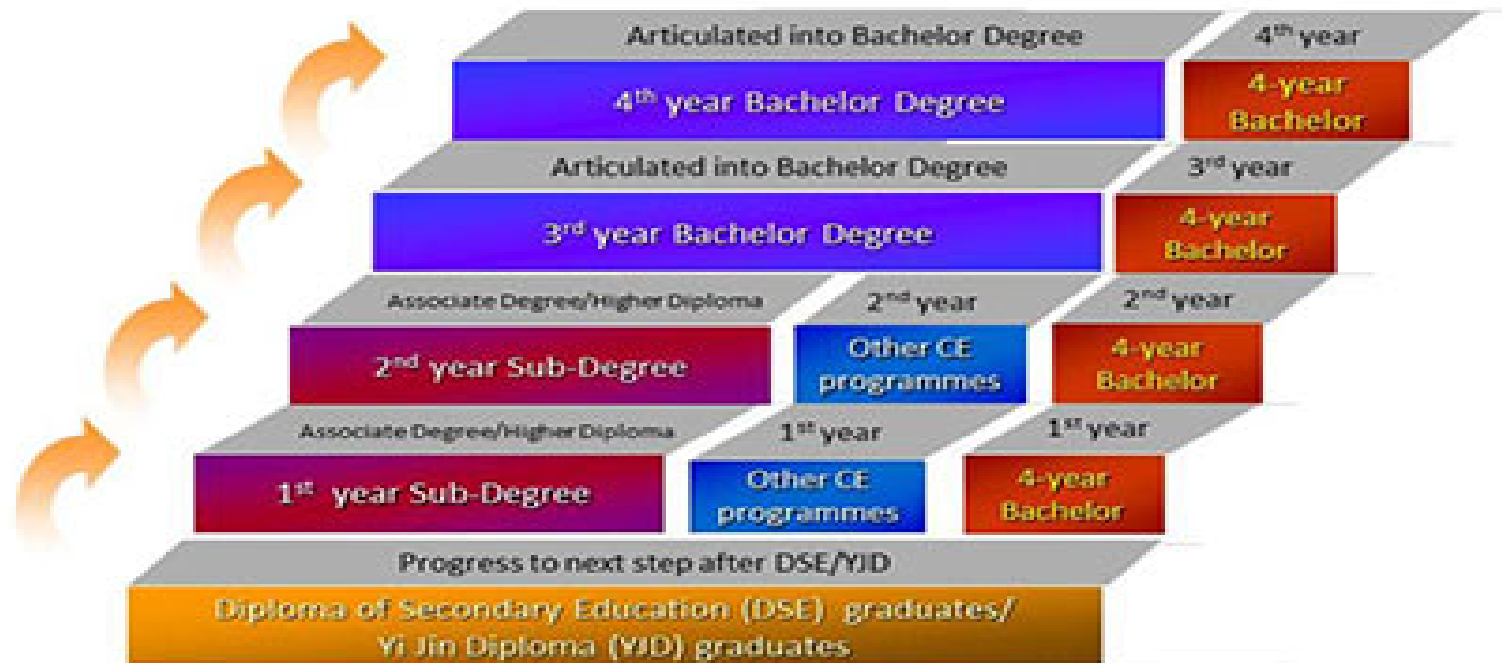 Articulated into Bachelor Degree
4th year
4th year Bachelor Degree
4-year
Bachelor
Articulated into Bachelor Degree
3rd year
3rd year Bachelor Degree
4-year
Bachelor
Associate Degree/Higher Diploma
2nd year
2nd year
2nd year Sub-Degree
Other CE
programmes
4-year
Bachelor
Associate Degree/Higher Diploma
1st year
1st year
1st year Sub-Degree
Other CE
programmes
4-year
Bachelor
Progress to next step after DSE/YJD
Diploma of Secondary Education (DSE) graduates/
Yi Jin Diploma (YJD) graduates